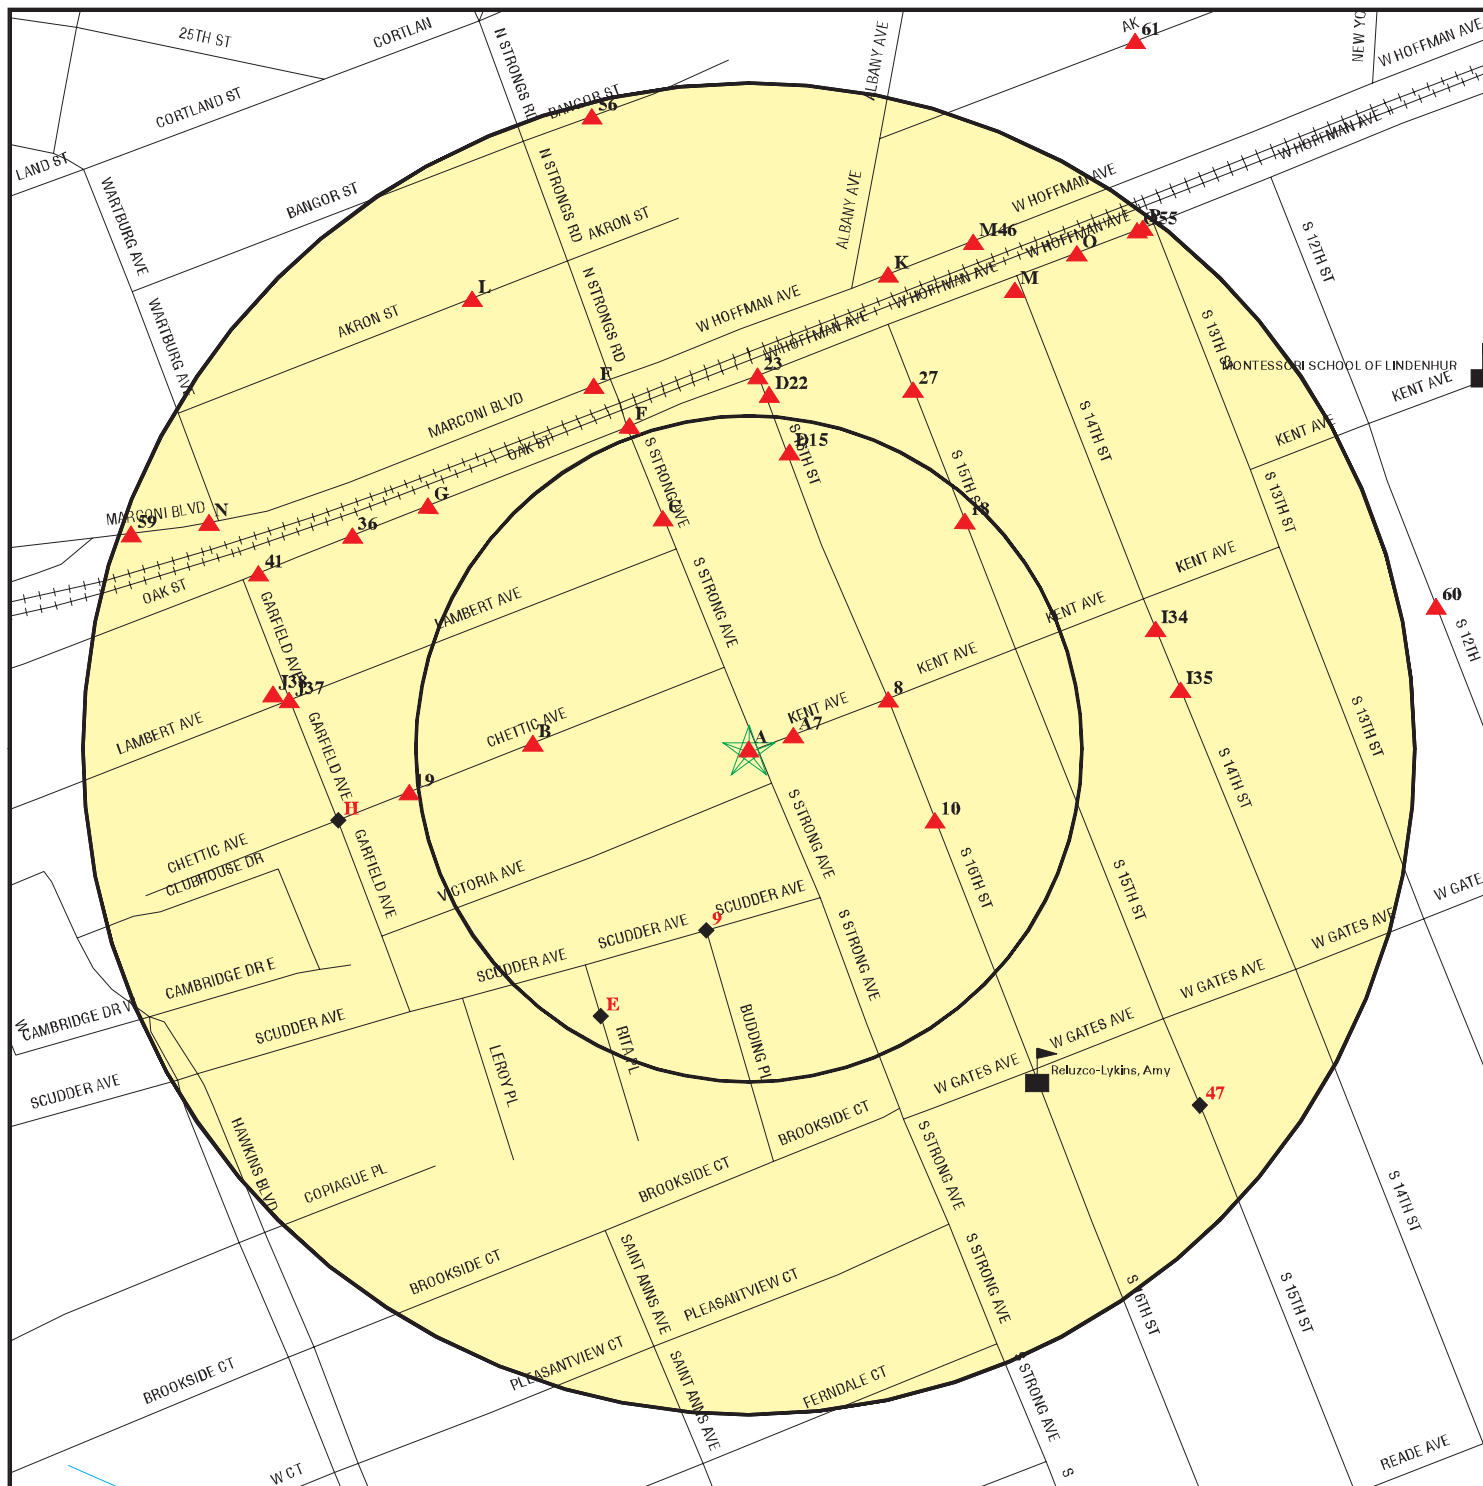 25TH ST
CORTLAN
N STRONGS RD
ALBANY AVE
AK
61
NEW YO
W HOFFMAN AVE
CORTLAND ST
BANGOR ST
56
LAND ST
WARTBURG AVE
BANGOR ST
N STRONGS RD
AKRON ST
ALBANY AVE
W HOFFMAN AVE
W HOFFMAN AVE
P
55
S 12TH ST
M46
W HOFFMAN AVE
O
K
W HOFFMAN AVE
M
L
N STRONGS RD
WARTBURG AVE
AKRON ST
W HOFFMAN AVE
W HOFFMAN AVE
S 13TH ST
MONTESSORI SCHOOL OF LINDENHUR
KENT AVE
23
D22
27
F
F
MARCONI BLVD
OAK ST
S 16TH ST
D15
S 14TH ST
KENT AVE
S STRONG AVE
S 15TH ST
S 13TH ST
MARCONI BLVD
59
N
36
G
C
18
41
OAK ST
GARFIELD AVE
LAMBERT AVE
S STRONG AVE
KENT AVE
KENT AVE
60
S 12TH
I34
KENT AVE
J38
J37
I35
LAMBERT AVE
GARFIELD AVE
CHETTIC AVE
B
KENT AVE
8
A
A7
S 13TH ST
19
H
S STRONG AVE
10
S 14TH ST
CHETTIC AVE
CLUBHOUSE DR
GARFIELD AVE
VICTORIA AVE
S 16TH ST
S 15TH ST
W GATE
SCUDDER AVE
9
SCUDDER AVE
W GATES AVE
SCUDDER AVE
S STRONG AVE
CAMBRIDGE DR E
W GATES AVE
CAMBRIDGE DR W
W
SCUDDER AVE
E
RITA PL
BUDDING PL
W GATES AVE
LEROY PL
W GATES AVE
Reluzco-Lykins, Amy
47
SCUDDER AVE
HAWKINS BLVD
BROOKSIDE CT
S STRONG AVE
COPIAGUE PL
BROOKSIDE CT
S 14TH ST
BROOKSIDE CT
SAINT ANNS AVE
PLEASANTVIEW CT
S STRONG AVE
S 16TH ST
S 15TH ST
BROOKSIDE CT
PLEASANTVIEW CT
SAINT ANNS AVE
FERNDALE CT
S STRONG AVE
READE AVE
W CT
S